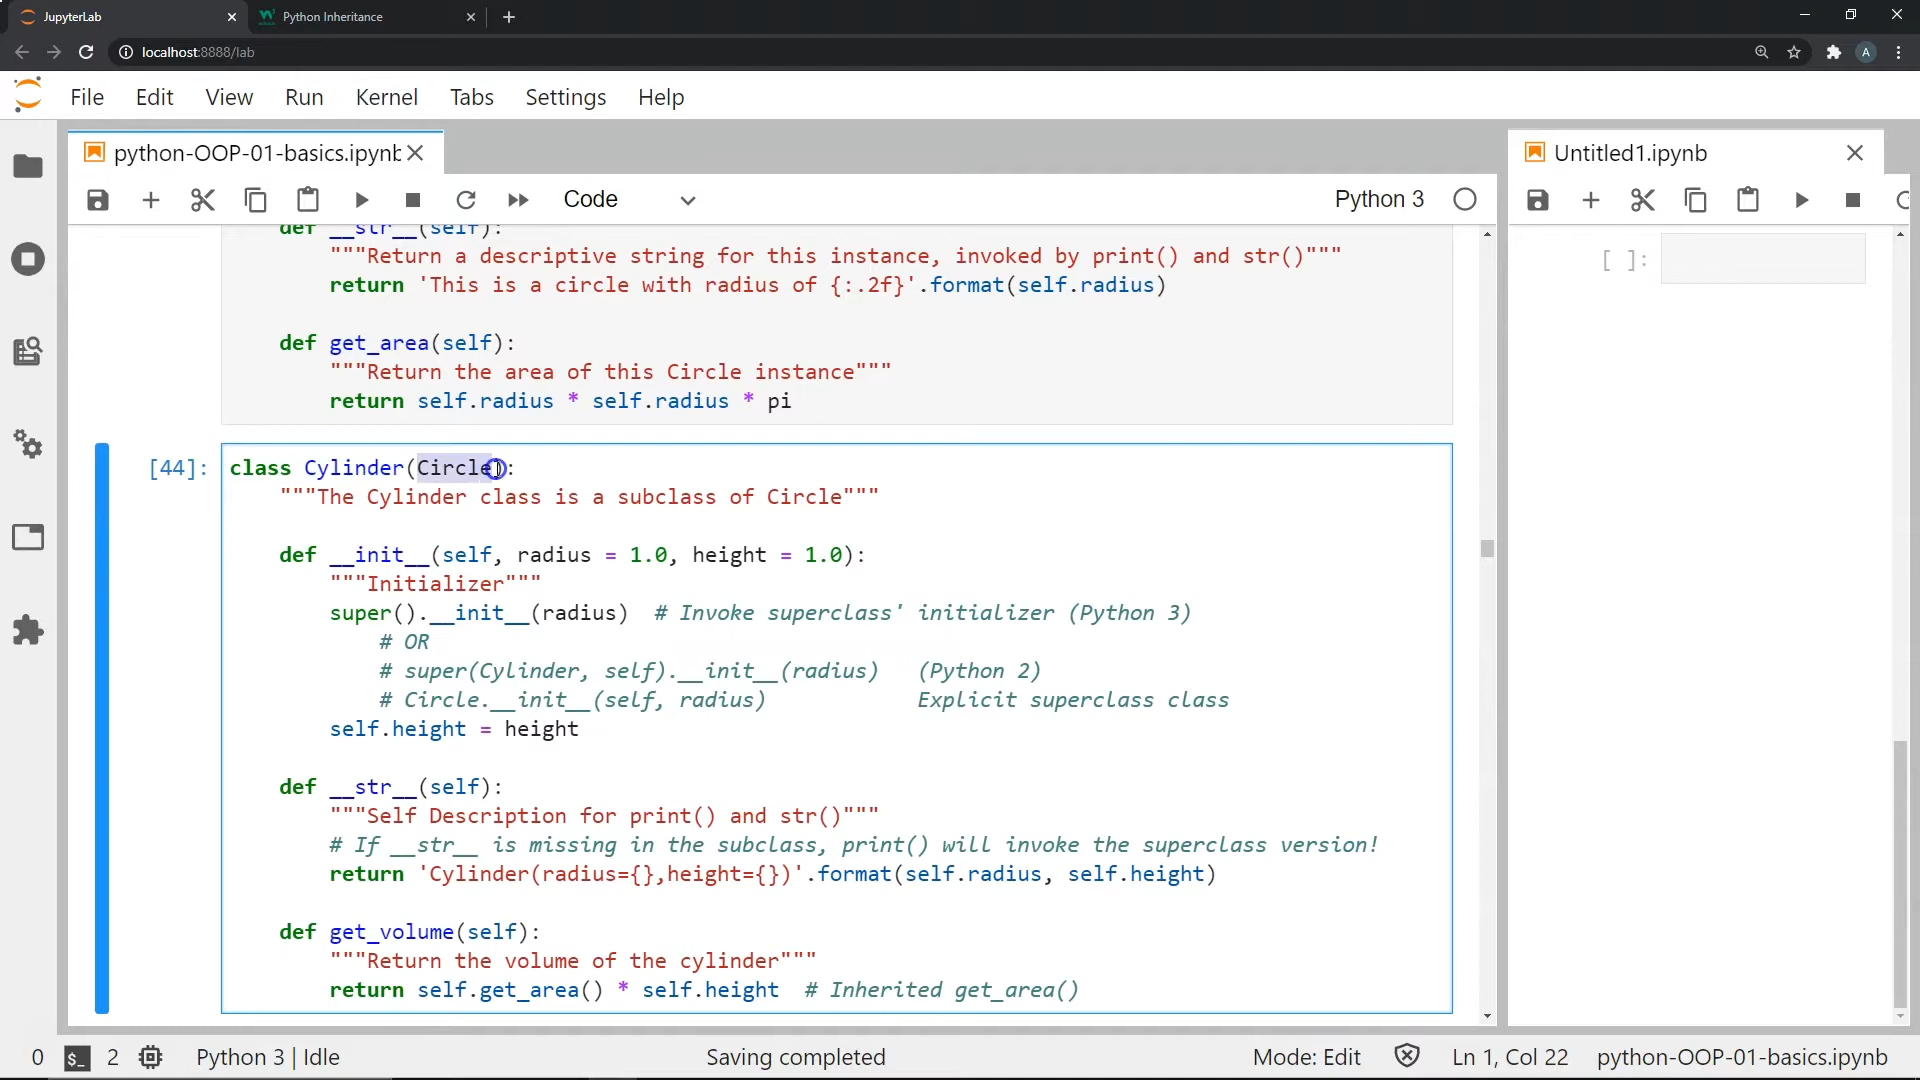 JupyterLab
Python Inheritance
localhost:8888/lab
A
File Edit View Run Kernel Tabs Settings Help
python-OOP-01-basics.ipynb
Untitled1.ipynb
Code
Python 3
def __str__(self):
"""Return a descriptive string for this instance, invoked by print() and str()"""
return 'This is a circle with radius of {:.2f}'.format(self.radius)
def get_area(self):
"""Return the area of this Circle instance"""
return self.radius * self.radius * pi
[ ]:
[44]:
class Cylinder(Circle):
"""The Cylinder class is a subclass of Circle"""
def __init__(self, radius = 1.0, height = 1.0):
"""Initializer"""
super().__init__(radius)  # Invoke superclass' initializer (Python 3)
# OR
# super(Cylinder, self).__init__(radius)   (Python 2)
# Circle.__init__(self, radius)            Explicit superclass class
self.height = height
def __str__(self):
"""Self Description for print() and str()"""
# If __str__ is missing in the subclass, print() will invoke the superclass version!
return 'Cylinder(radius={},height={})'.format(self.radius, self.height)
def get_volume(self):
"""Return the volume of the cylinder"""
return self.get_area() * self.height  # Inherited get_area()
0 $_ 2 Python 3 | Idle Saving completed Mode: Edit Ln 1, Col 22 python-OOP-01-basics.ipynb